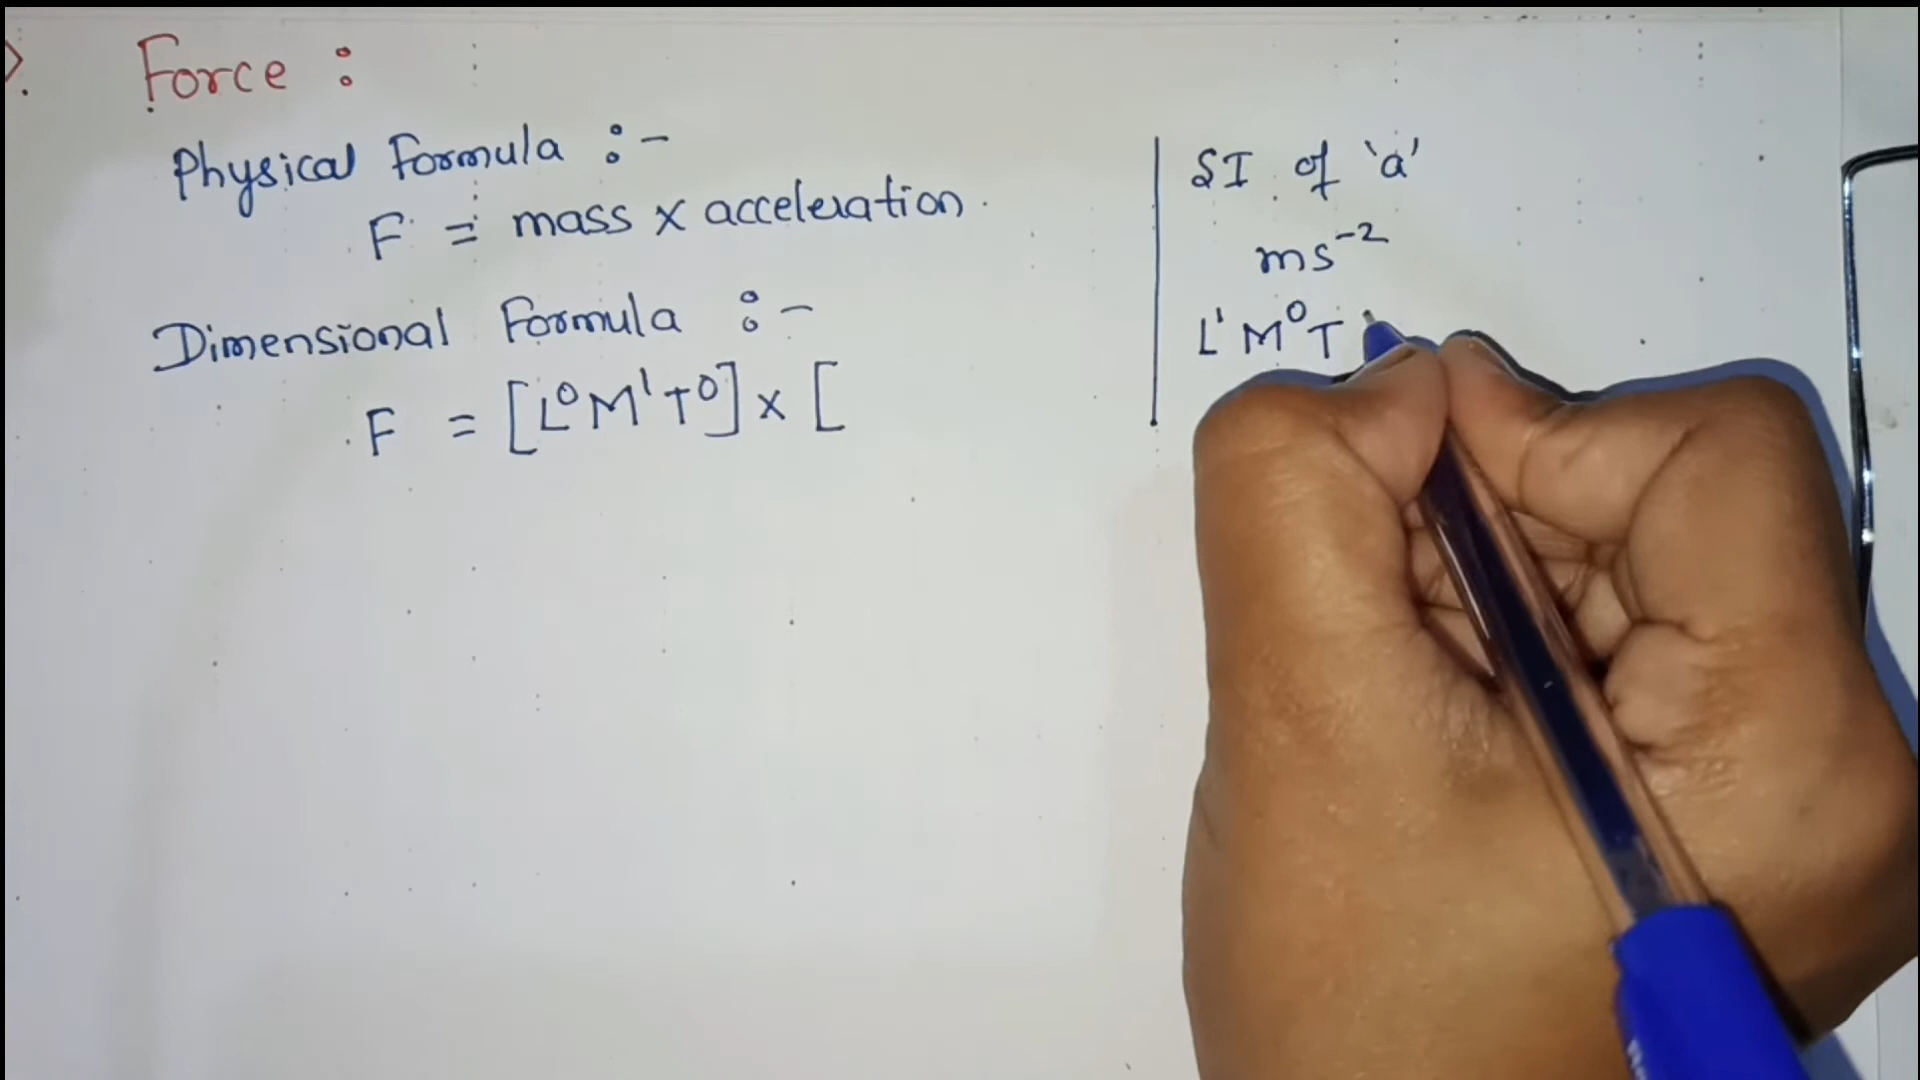 Force :
Physical Formula :-
F = mass x acceleration.
Dimensional Formula :-
F = [L⁰M¹T⁰] x [
SI of 'a'
ms⁻²
L¹M⁰T